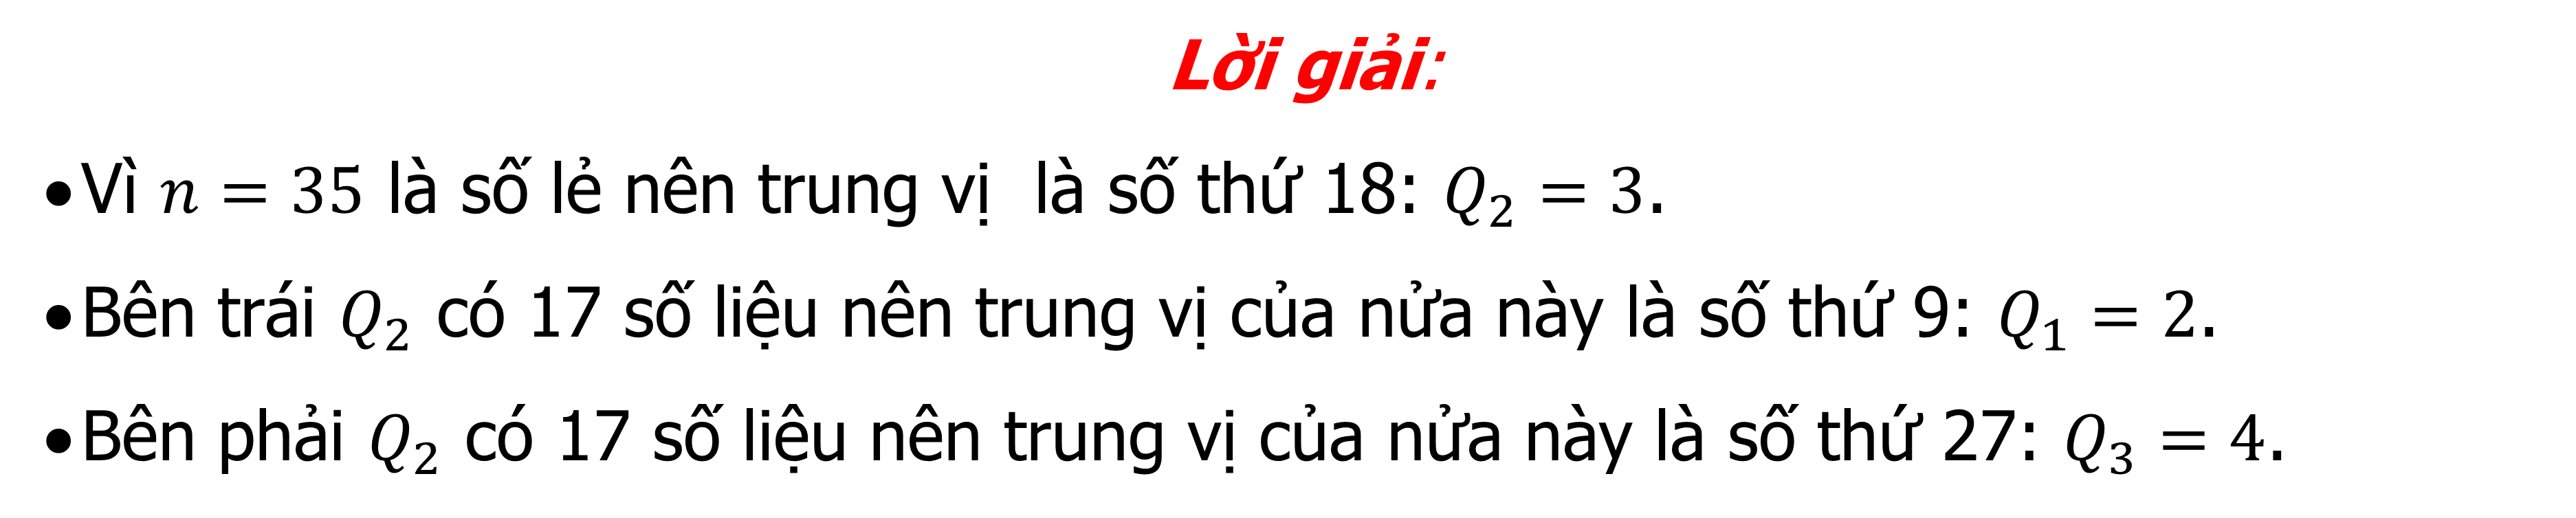 Lời giải:
•Vì n = 35 là số lẻ nên trung vị là số thứ 18: Q₂ = 3.
•Bên trái Q₂ có 17 số liệu nên trung vị của nửa này là số thứ 9: Q₁ = 2.
•Bên phải Q₂ có 17 số liệu nên trung vị của nửa này là số thứ 27: Q₃ = 4.